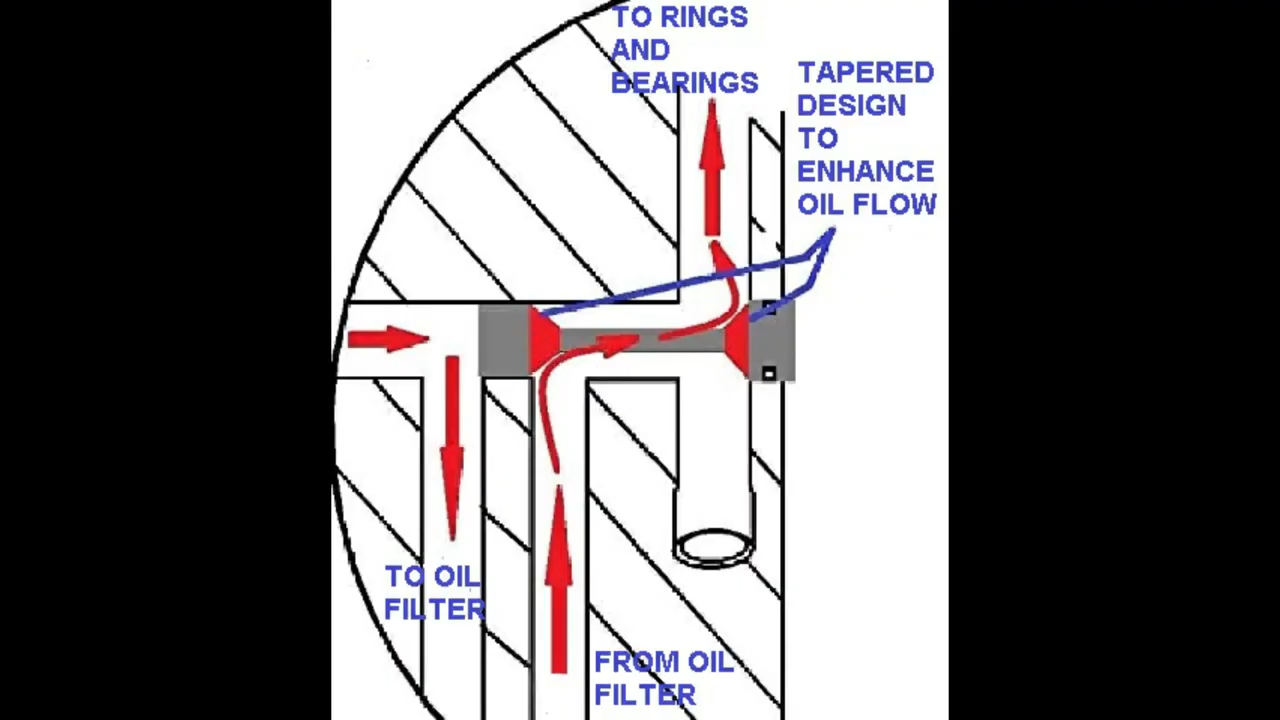 TO RINGS
AND
BEARINGS
TAPERED
DESIGN
TO
ENHANCE
OIL FLOW
TO OIL
FILTER
FROM OIL
FILTER